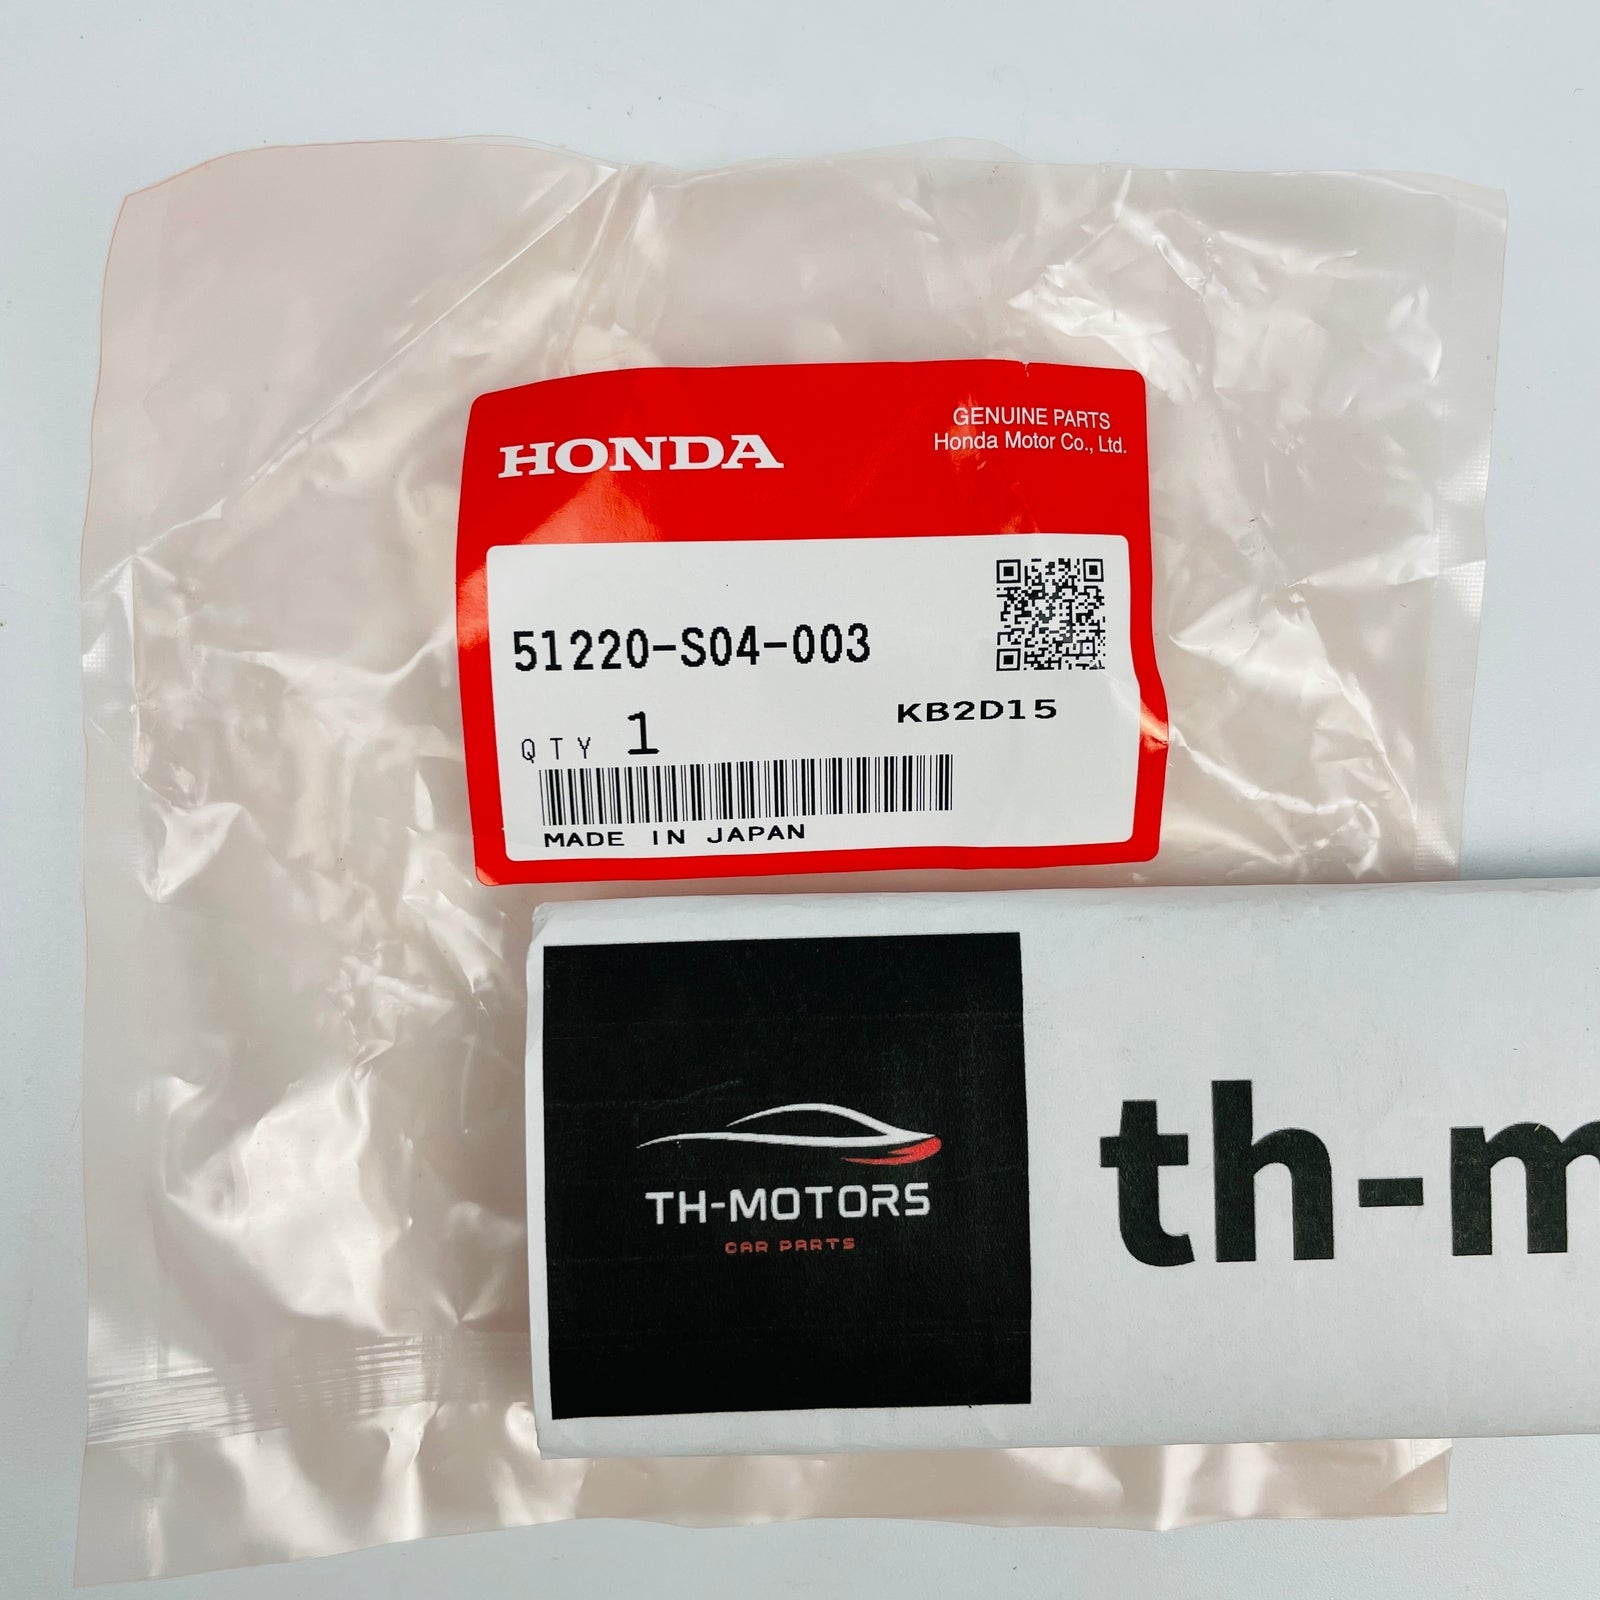 HONDA
GENUINE PARTS
Honda Motor Co., Ltd.
51220-S04-003
KB2D15
QTY 1
MADE IN JAPAN
TH-MOTORS
CAR PARTS
th-m